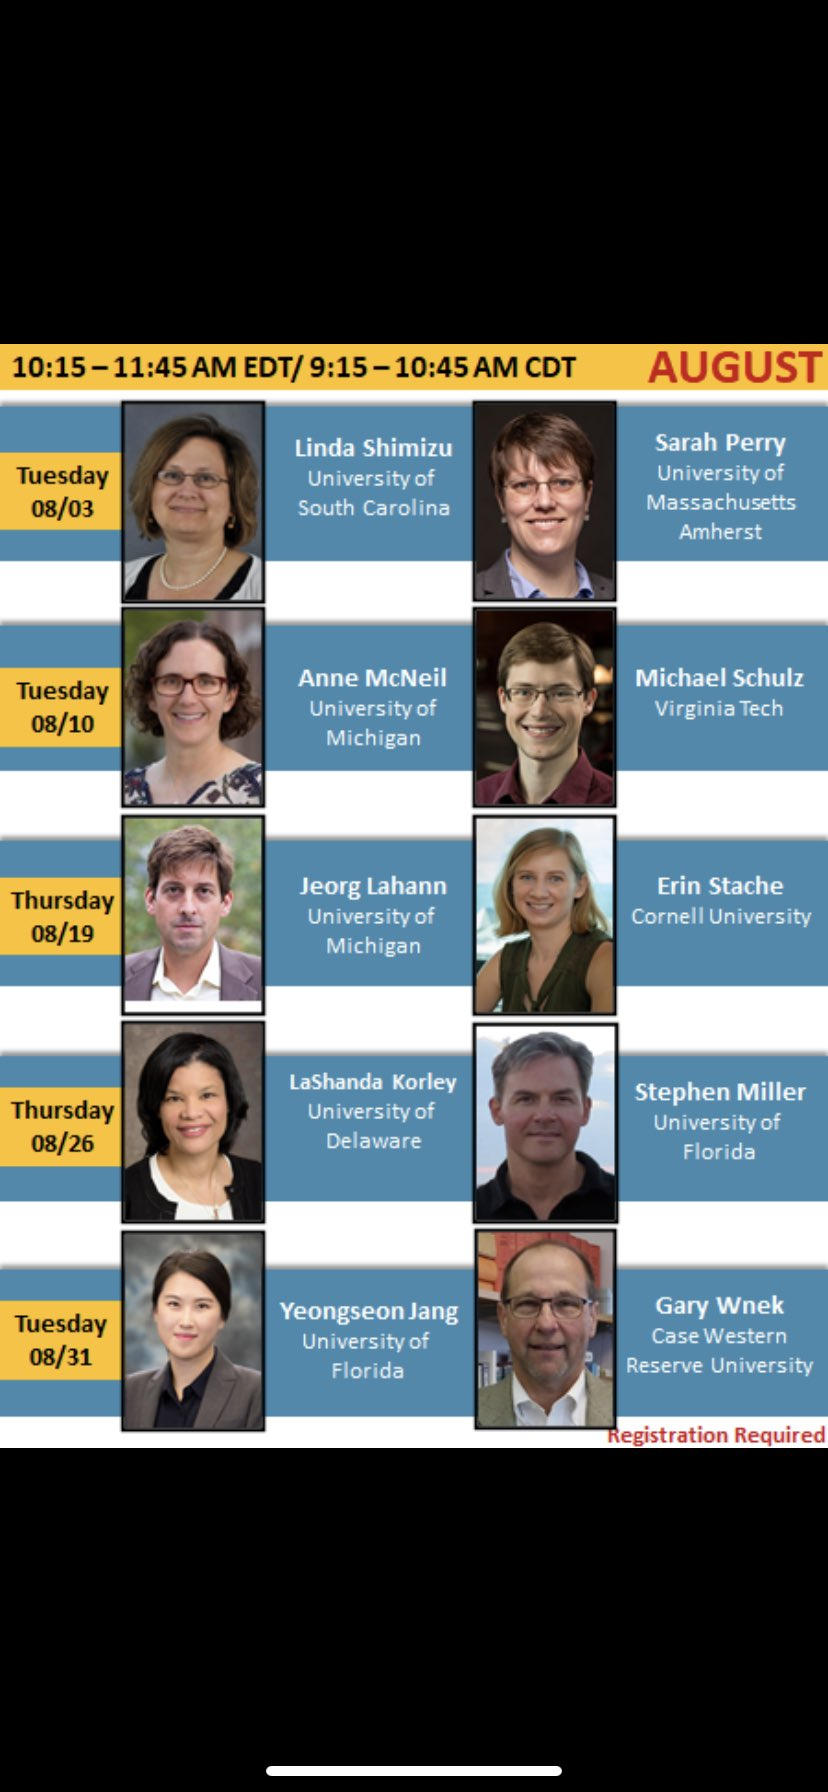 10:15 – 11:45 AM EDT/ 9:15 – 10:45 AM CDT
AUGUST
Tuesday
08/03
Linda Shimizu
University of
South Carolina
Sarah Perry
University of
Massachusetts
Amherst
Tuesday
08/10
Anne McNeil
University of
Michigan
Michael Schulz
Virginia Tech
Thursday
08/19
Jeorg Lahann
University of
Michigan
Erin Stache
Cornell University
Thursday
08/26
LaShanda Korley
University of
Delaware
Stephen Miller
University of
Florida
Tuesday
08/31
Yeongseon Jang
University of
Florida
Gary Wnek
Case Western
Reserve University
Registration Required